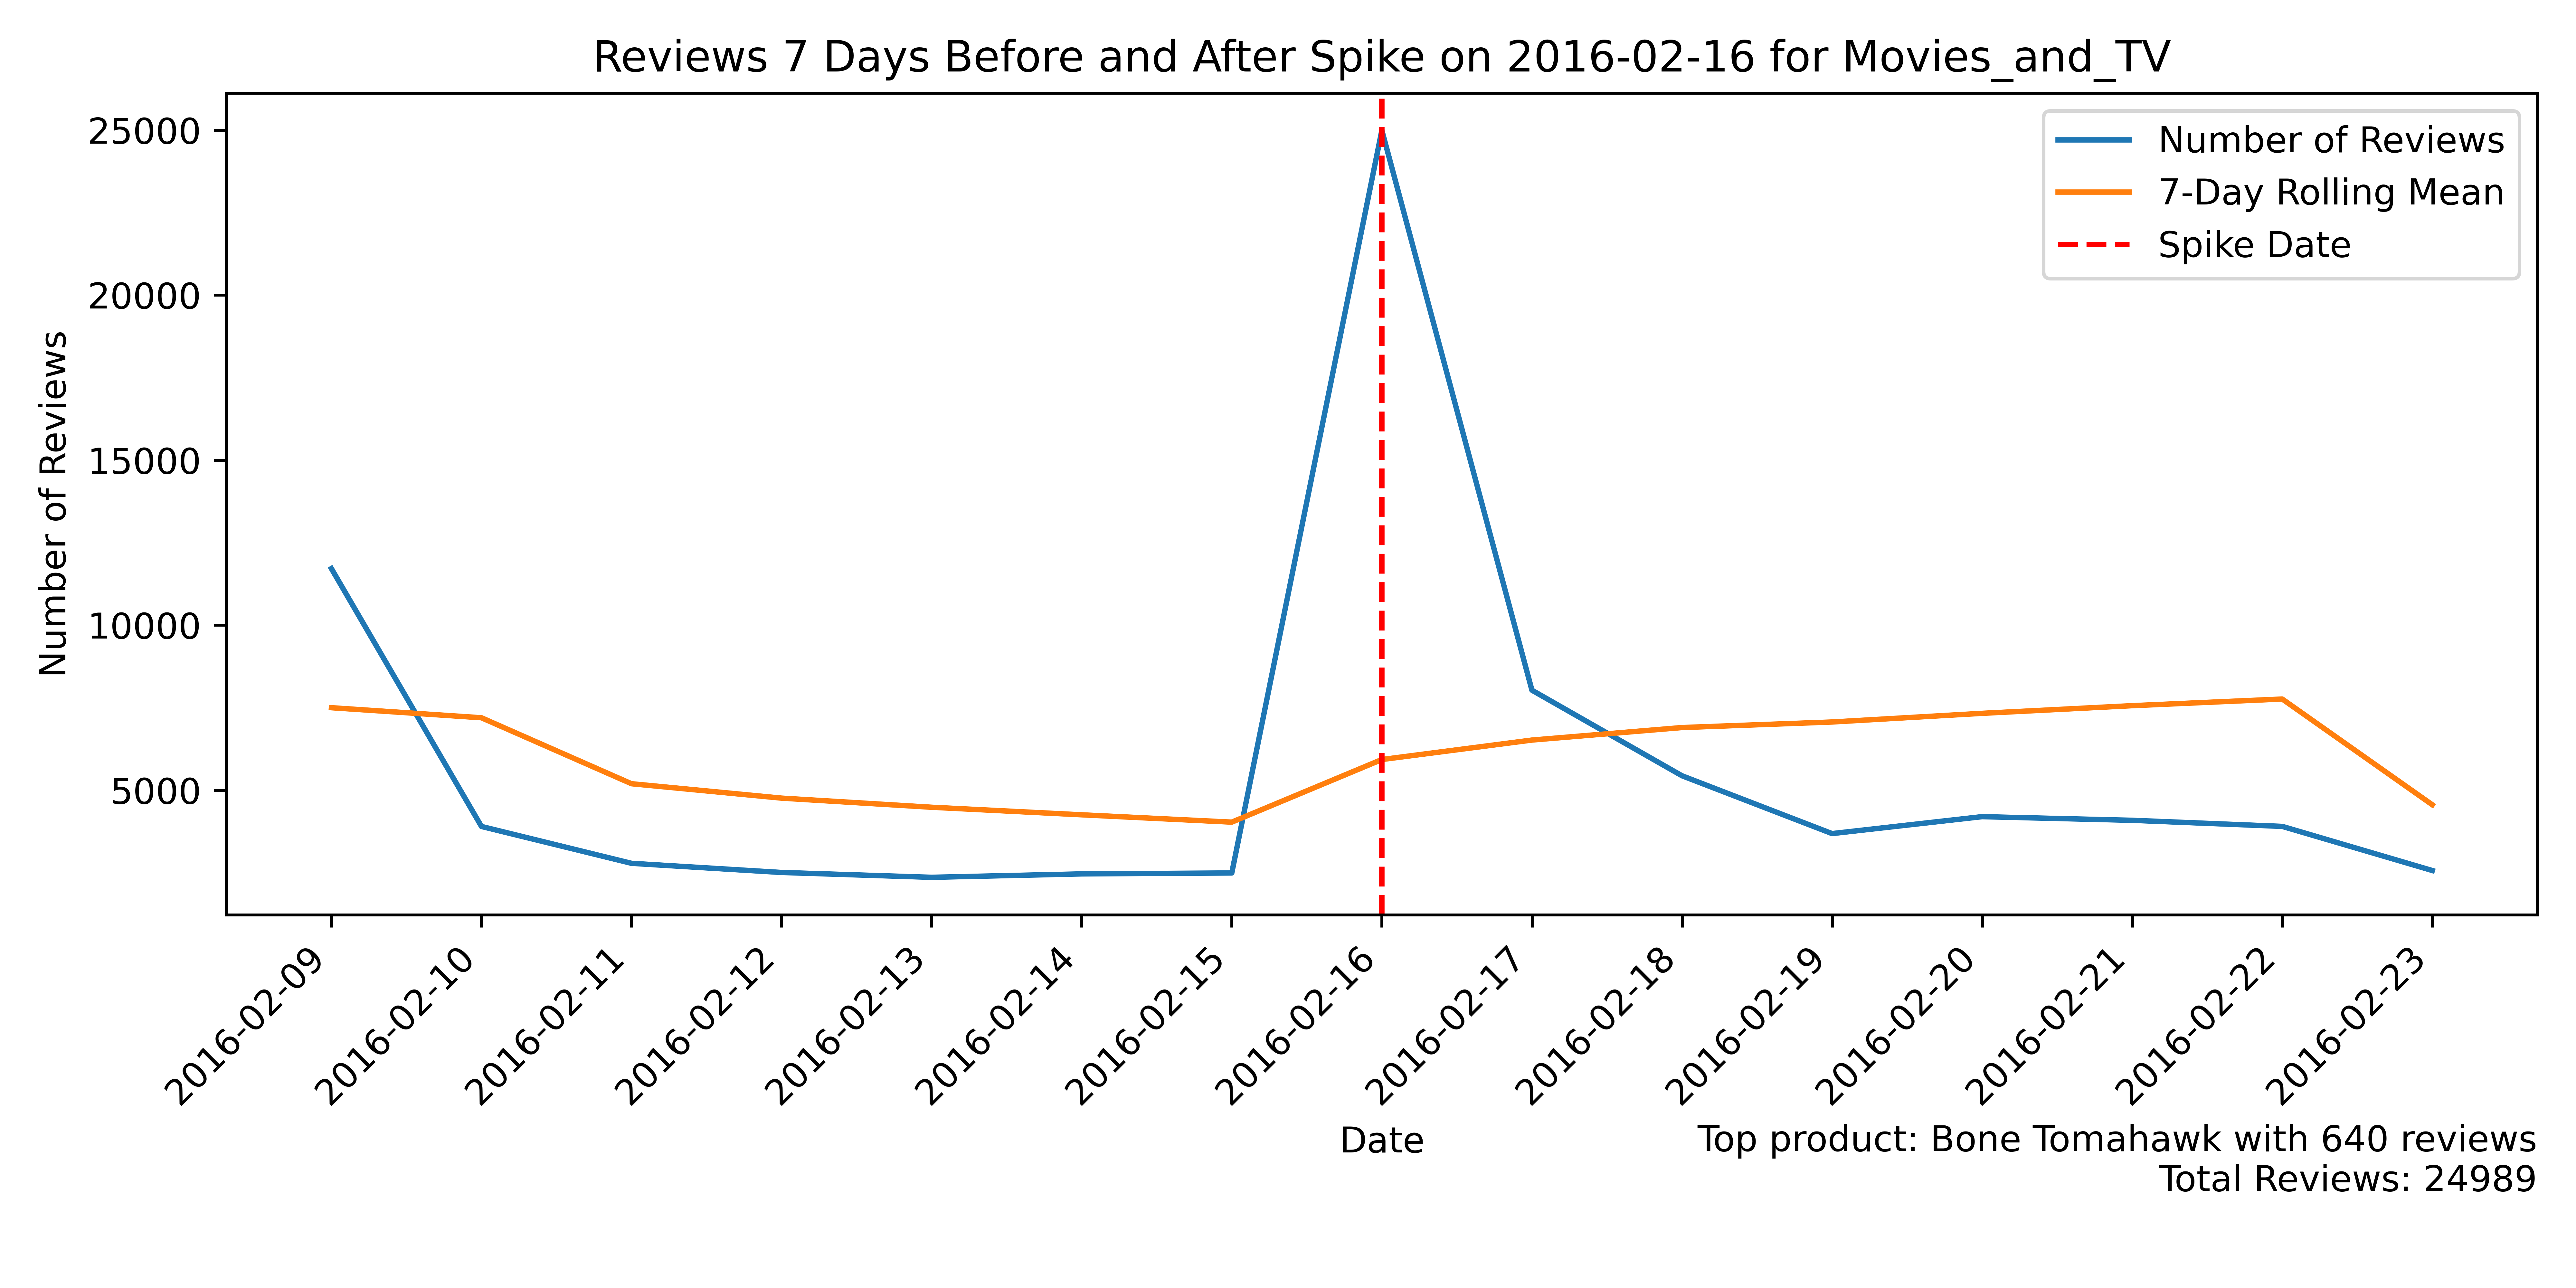 Reviews 7 Days Before and After Spike on 2016-02-16 for Movies_and_TV
Number of Reviews
25000
20000
15000
10000
5000
Number of Reviews
7-Day Rolling Mean
Spike Date
2016-02-09
2016-02-10
2016-02-11
2016-02-12
2016-02-13
2016-02-14
2016-02-15
2016-02-16
2016-02-17
2016-02-18
2016-02-19
2016-02-20
2016-02-21
2016-02-22
2016-02-23
Date
Top product: Bone Tomahawk with 640 reviews
Total Reviews: 24989